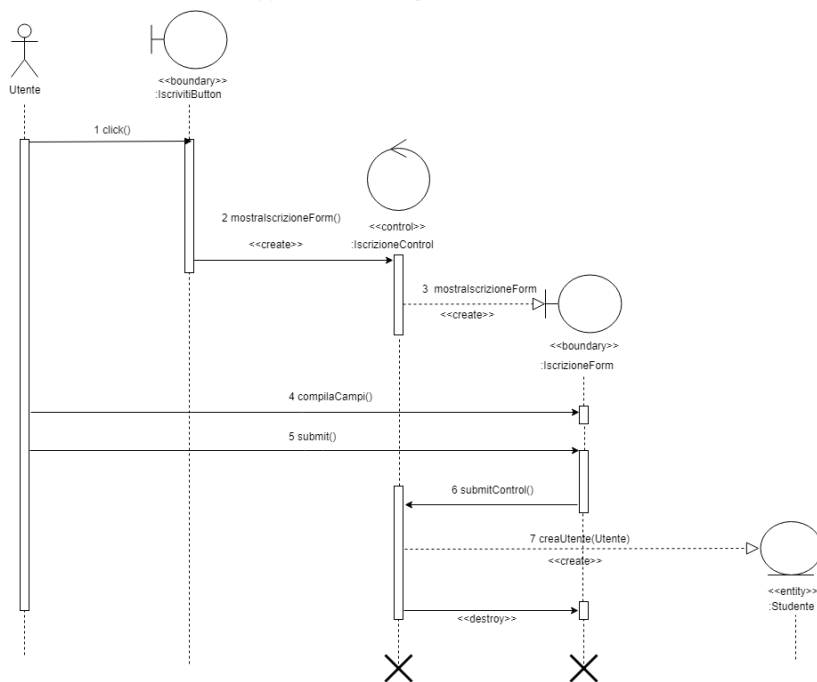 Utente
<<boundary>>
:IscrivitiButton
1 click()
2 mostraIscrizioneForm()
<<create>>
<<control>>
:IscrizioneControl
3 mostraIscrizioneForm
<<create>>
<<boundary>>
:IscrizioneForm
4 compilaCampi()
5 submit()
6 submitControl()
7 creaUtente(Utente)
<<create>>
<<entity>>
:Studente
<<destroy>>